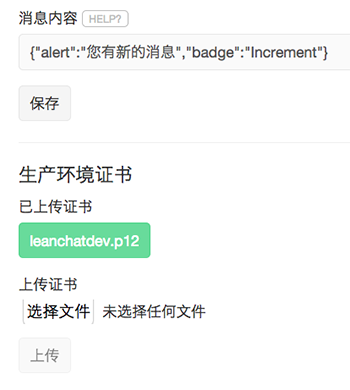 消息内容 HELP?
{"alert":"您有新的消息","badge":"Increment"}
保存
生产环境证书
已上传证书
leanchatdev.p12
上传证书
选择文件 未选择任何文件
上传